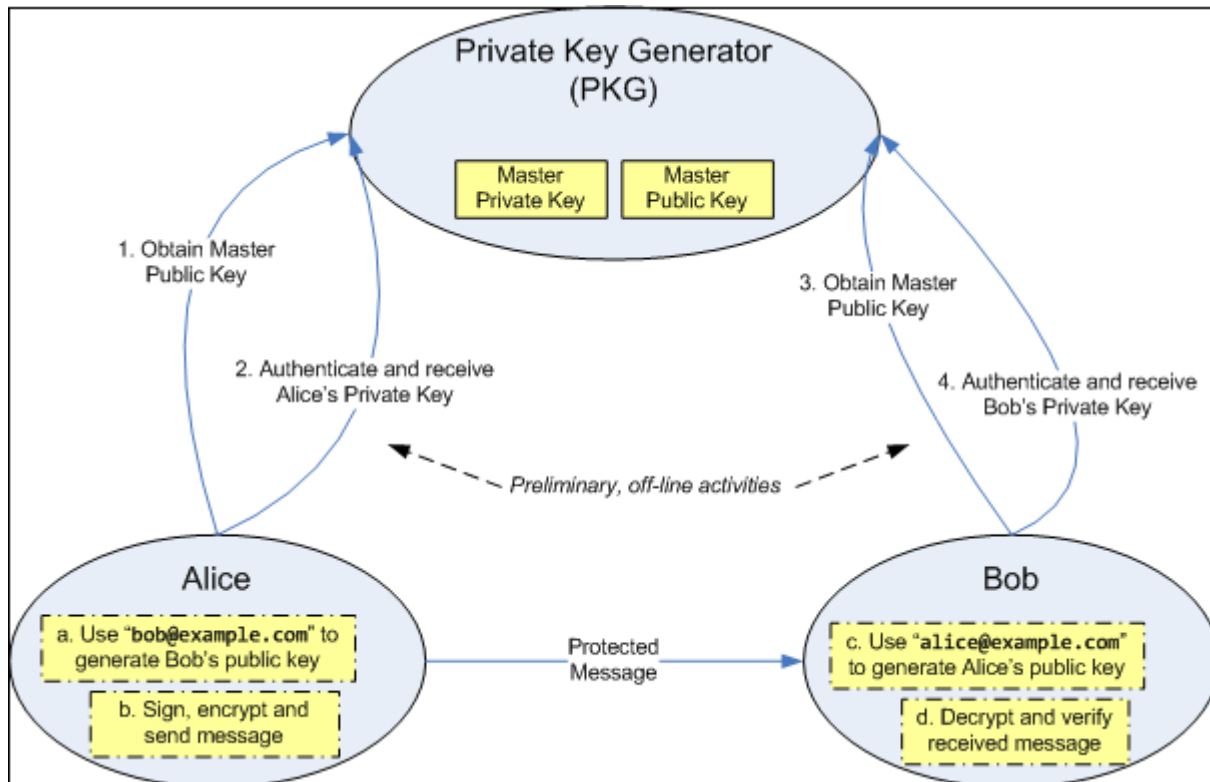 Private Key Generator
(PKG)
Master
Private Key
Master
Public Key
1. Obtain Master
Public Key
2. Authenticate and receive
Alice's Private Key
3. Obtain Master
Public Key
4. Authenticate and receive
Bob's Private Key
Preliminary, off-line activities
Alice
a. Use “bob@example.com” to
generate Bob's public key
b. Sign, encrypt and
send message
Protected
Message
Bob
c. Use “alice@example.com”
to generate Alice's public key
d. Decrypt and verify
received message